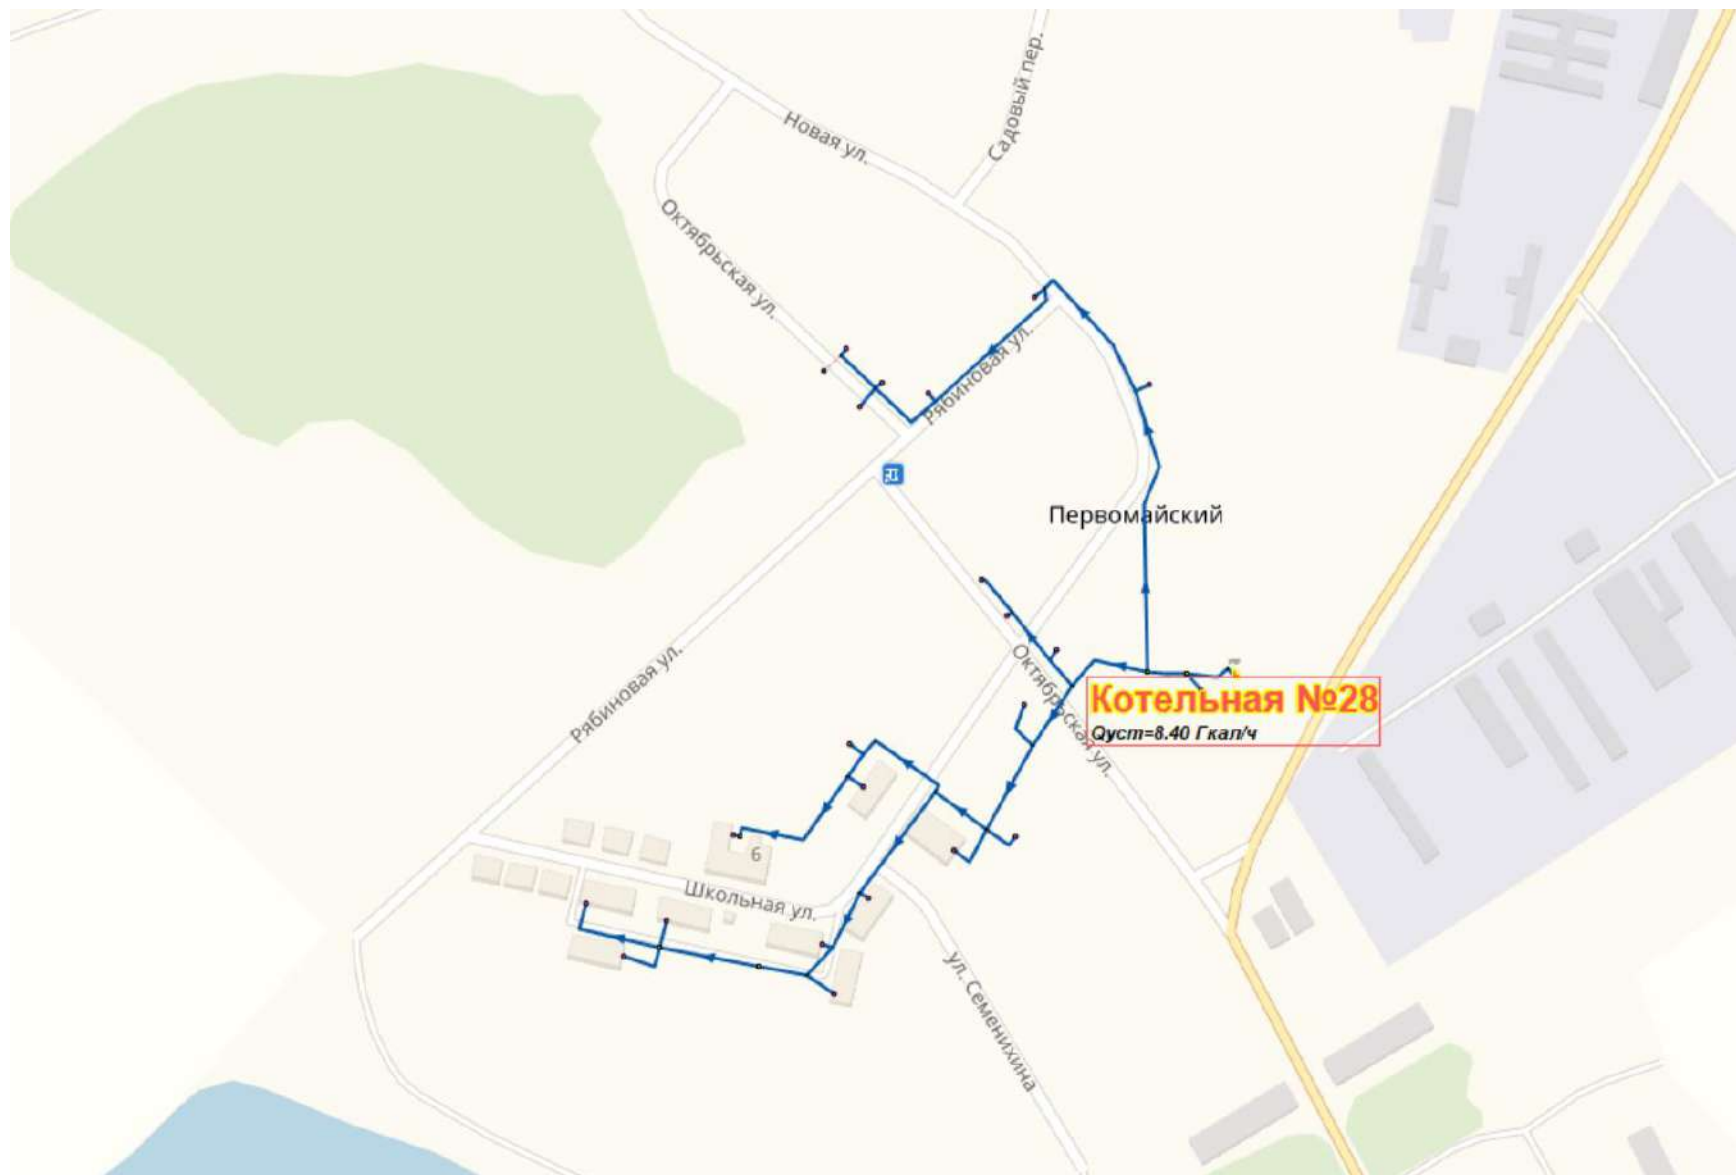 Новая ул.
Садовый пер.
Октябрьская ул.
Рябиновая ул.
Первомайский
Октябрьская ул.
Котельная №28
Qуст=8.40 Гкал/ч
Рябиновая ул.
6
Школьная ул.
ул. Семенихина